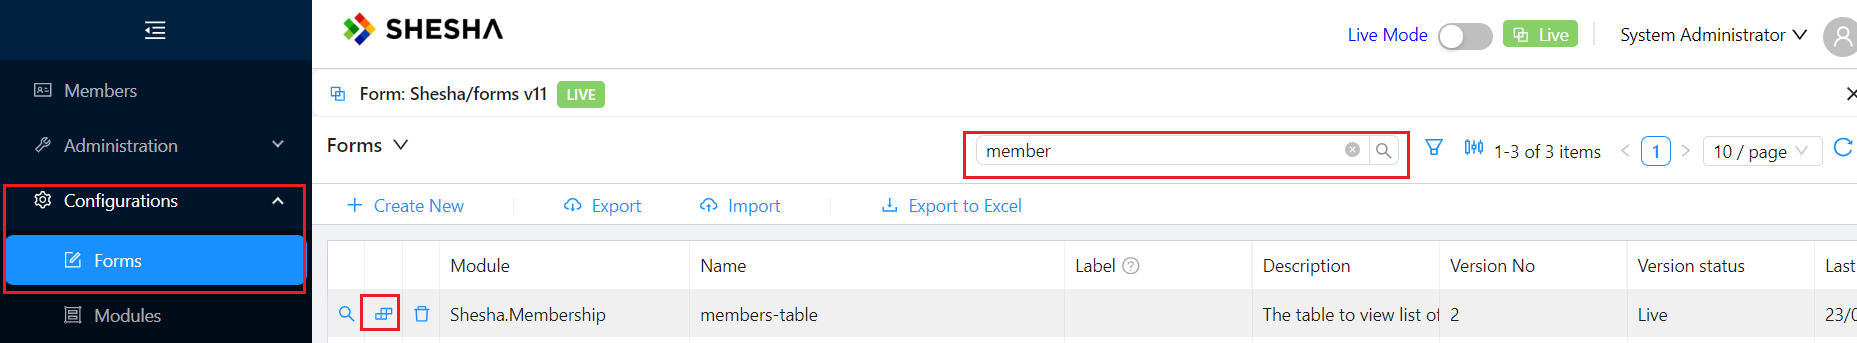 SHESHA
Live Mode Live System Administrator
Members
Form: Shesha/forms v11 LIVE
Administration
Forms member 1-3 of 3 items < 1 > 10 / page
Configurations
Create New Export Import Export to Excel
Forms
Module Name Label Description Version No Version status Last
Modules
Shesha.Membership members-table The table to view list of 2 Live 23/0